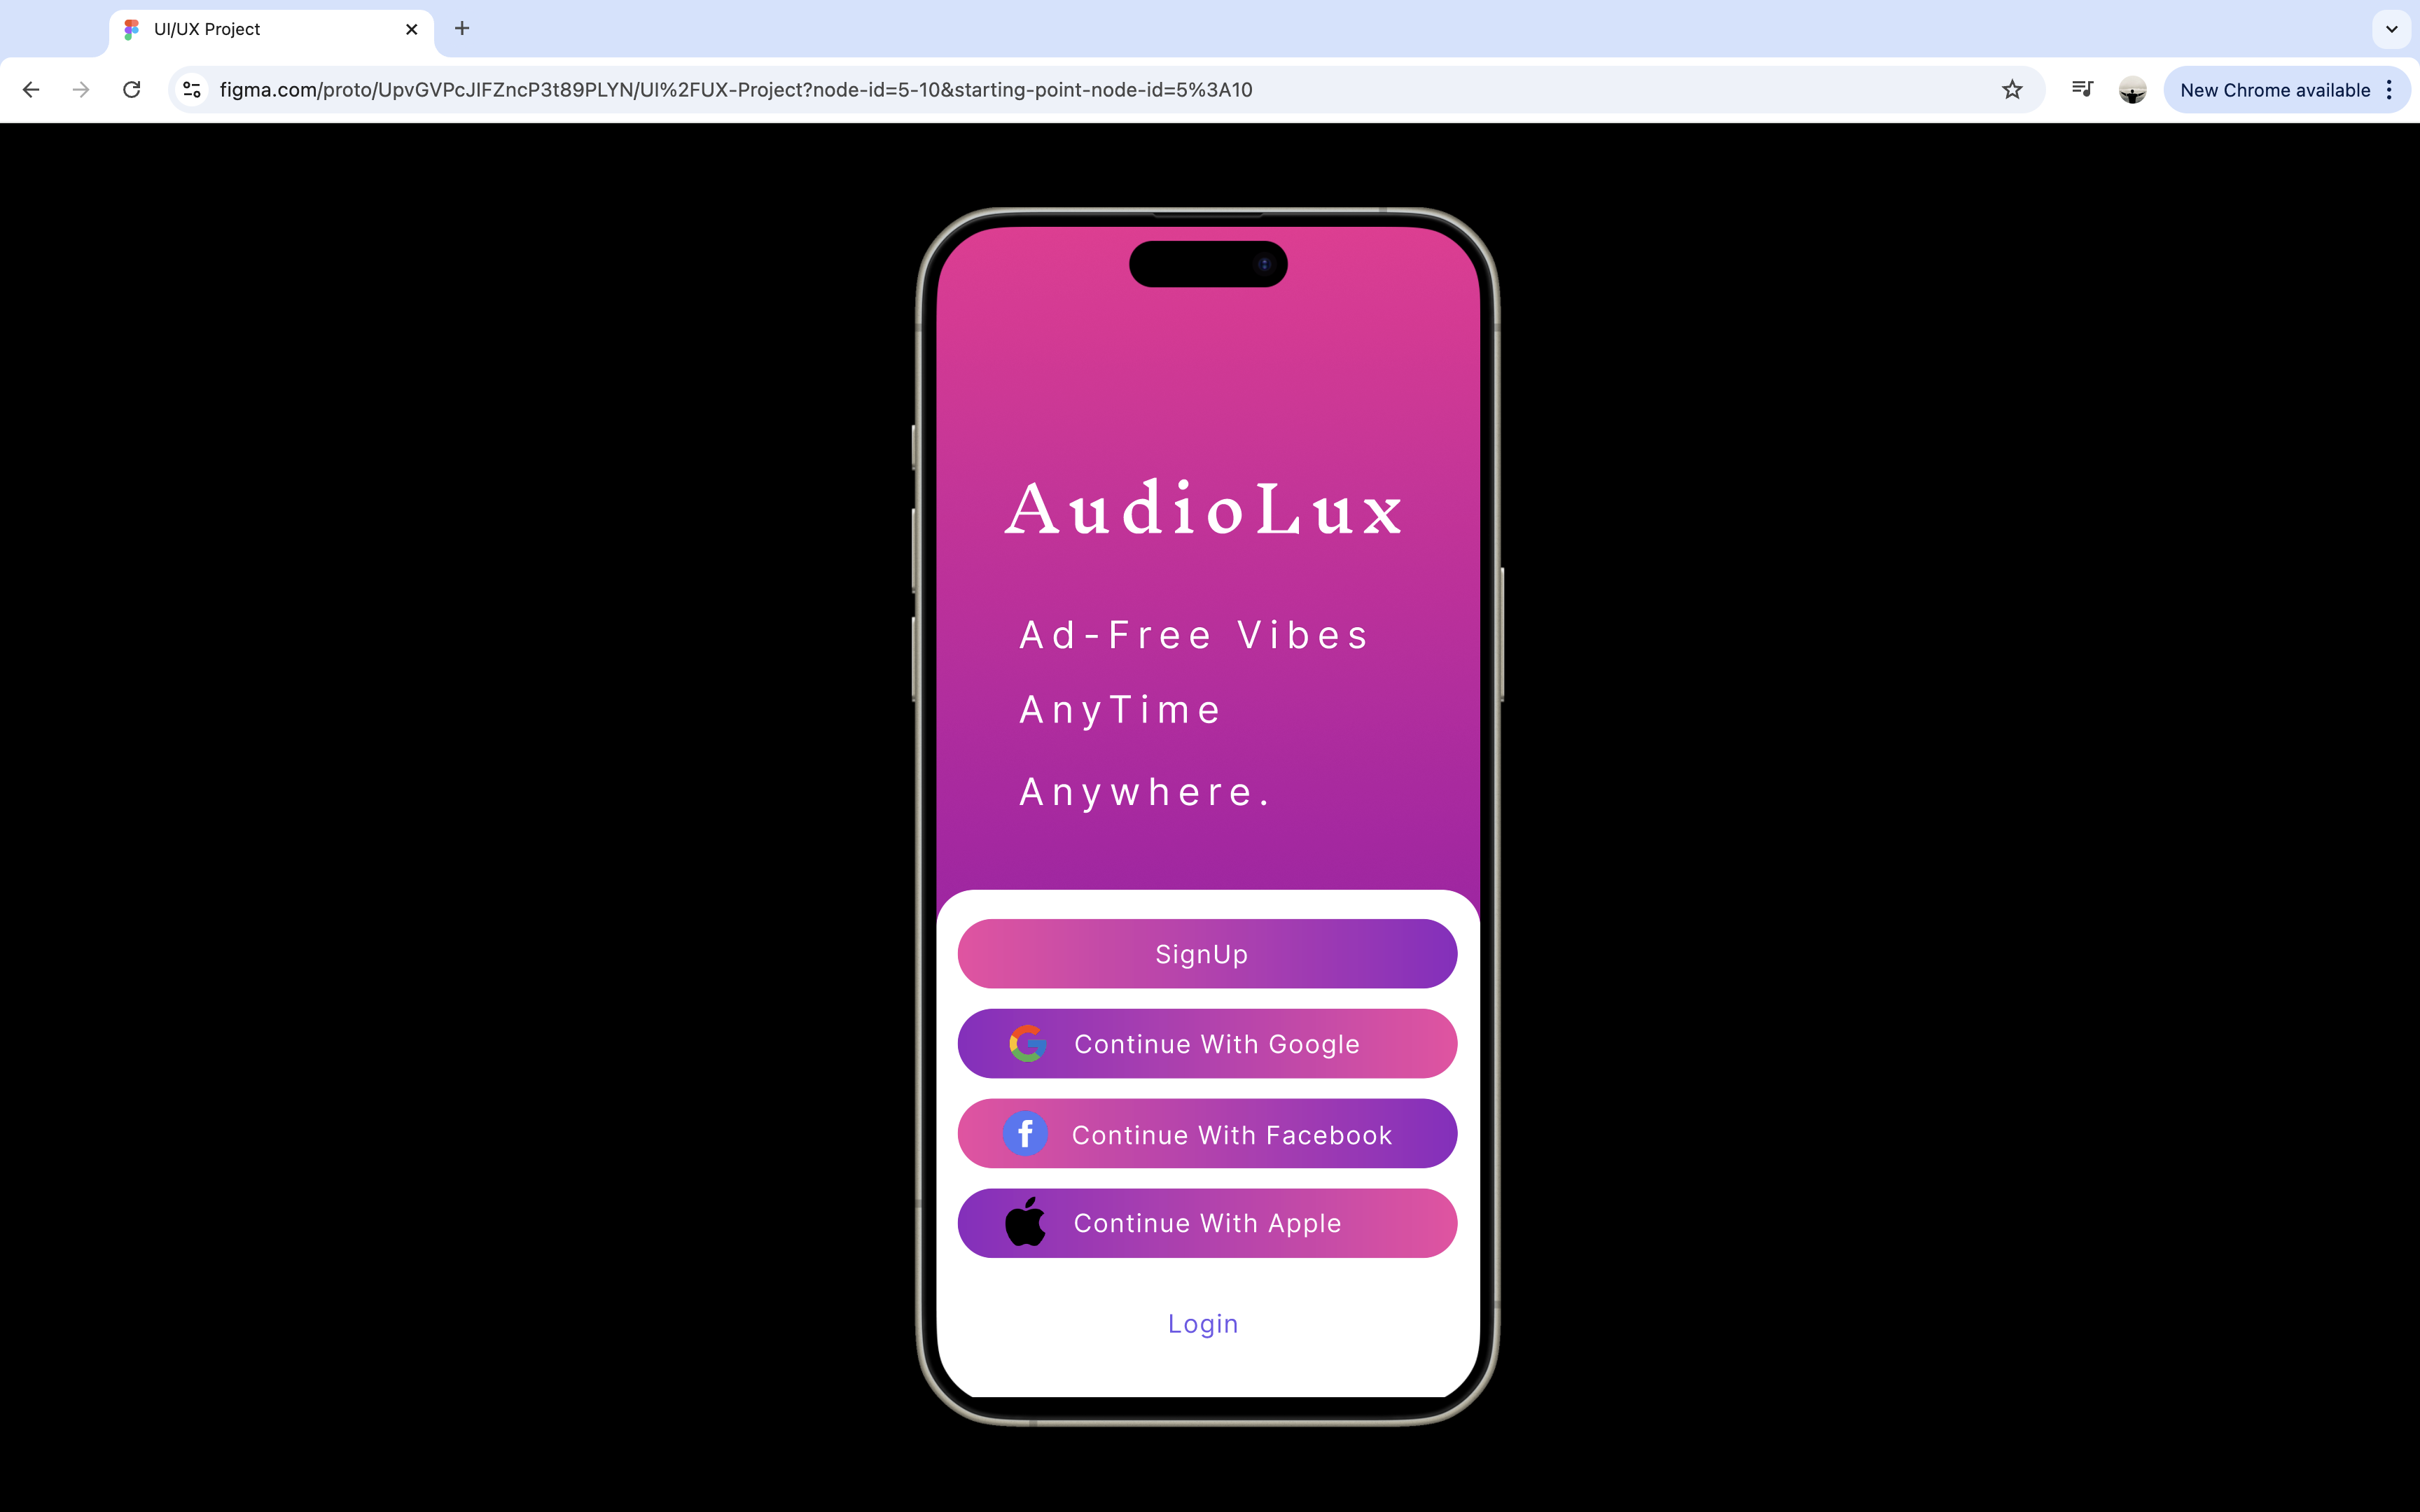 UI/UX Project
figma.com/proto/UpvGVPcJIFZncP3t89PLYN/UI%2FUX-Project?node-id=5-10&starting-point-node-id=5%3A10
New Chrome available
AudioLux
Ad-Free Vibes
AnyTime
Anywhere.
SignUp
Continue With Google
Continue With Facebook
Continue With Apple
Login